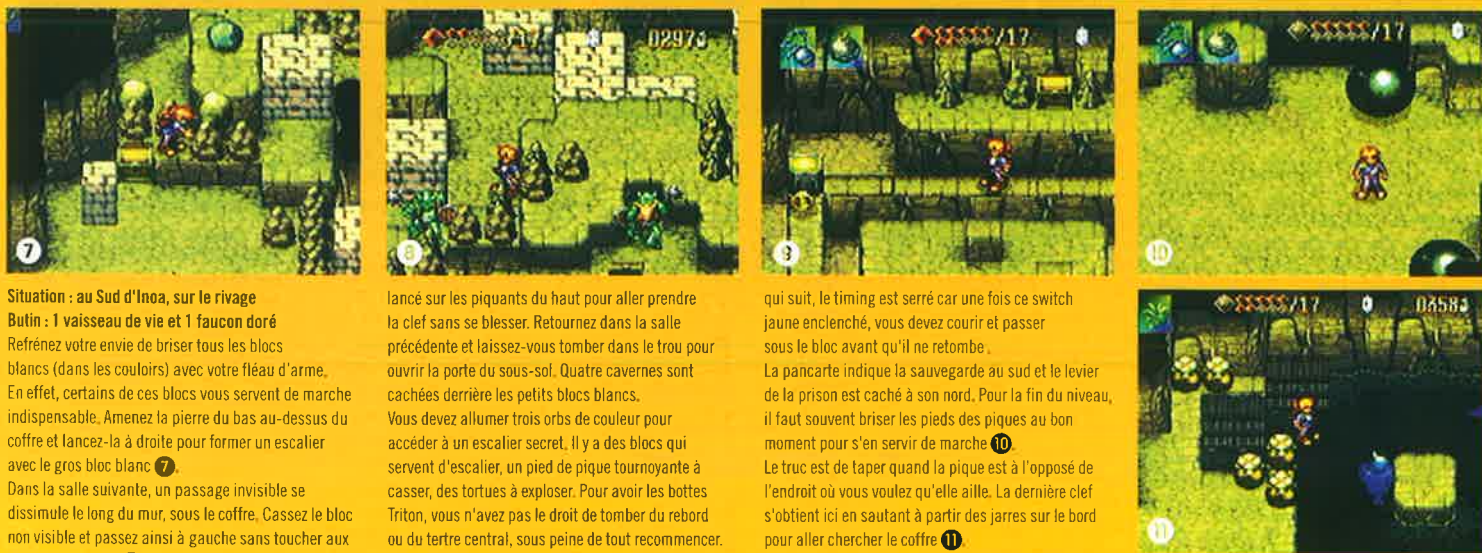 /17
0297
/17
/17
7
8
9
10
Situation : au Sud d'Inoa, sur le rivage
Butin : 1 vaisseau de vie et 1 faucon doré
Refrénez votre envie de briser tous les blocs
blancs (dans les couloirs) avec votre fléau d'arme.
En effet, certains de ces blocs vous servent de marche
indispensable. Amenez la pierre du bas au-dessus du
coffre et lancez-la à droite pour former un escalier
avec le gros bloc blanc 7.
Dans la salle suivante, un passage invisible se
dissimule le long du mur, sous le coffre. Cassez le bloc
non visible et passez ainsi à gauche sans toucher aux
lancé sur les piquants du haut pour aller prendre
la clef sans se blesser. Retournez dans la salle
précédente et laissez-vous tomber dans le trou pour
ouvrir la porte du sous-sol. Quatre cavernes sont
cachées derrière les petits blocs blancs.
Vous devez allumer trois orbs de couleur pour
accéder à un escalier secret. Il y a des blocs qui
servent d'escalier, un pied de pique tournoyante à
casser, des tortues à exploser. Pour avoir les bottes
Triton, vous n'avez pas le droit de tomber du rebord
ou du tertre central, sous peine de tout recommencer.
qui suit, le timing est serré car une fois ce switch
jaune enclenché, vous devez courir et passer
sous le bloc avant qu'il ne retombe.
La pancarte indique la sauvegarde au sud et le levier
de la prison est caché à son nord. Pour la fin du niveau,
il faut souvent briser les pieds des piques au bon
moment pour s'en servir de marche 10.
Le truc est de taper quand la pique est à l'opposé de
l'endroit où vous voulez qu'elle aille. La dernière clef
s'obtient ici en sautant à partir des jarres sur le bord
pour aller chercher le coffre 11.
/17
0358
11